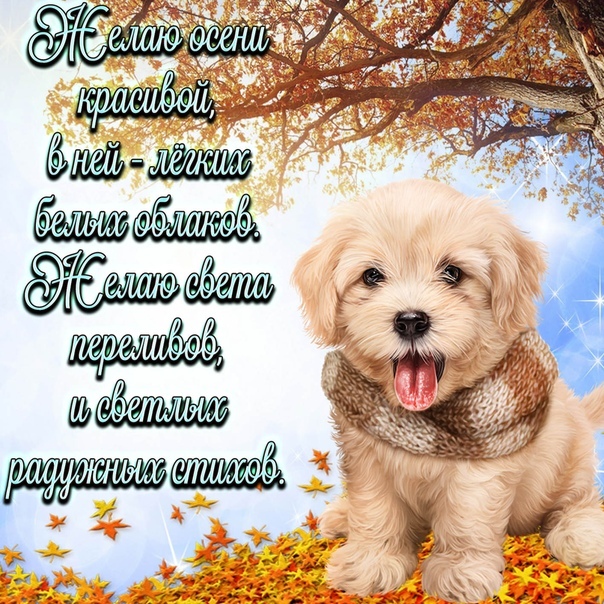 Желаю осени
красивой,
в ней - лёгких
белых облаков.
Желаю света
переливов,
и светлых
радужных стихов.